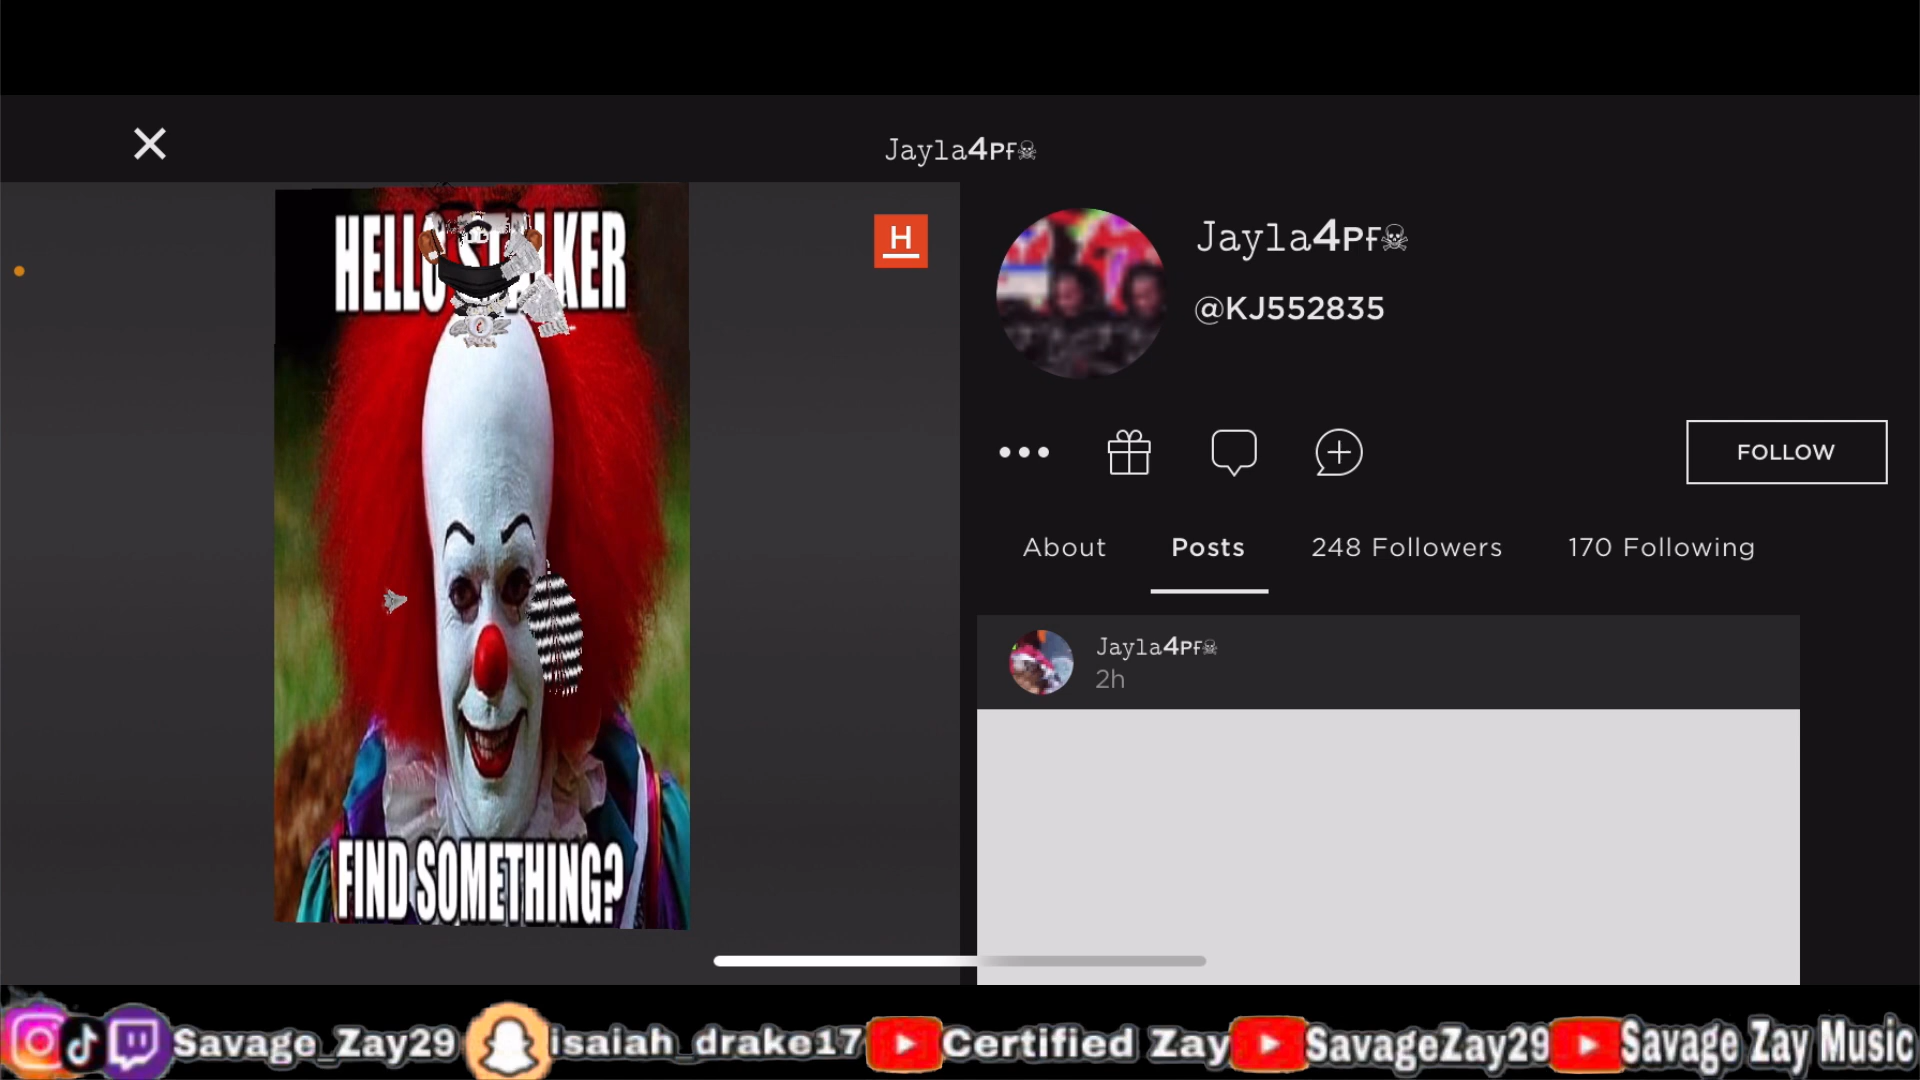 Jayla4PF☠
HELLO STALKER
FIND SOMETHING?
H
Jayla4PF☠
@KJ552835
FOLLOW
About Posts 248 Followers 170 Following
Jayla4PF☠
2h
Savage_Zay29 isaiah_drake17 Certified Zay SavageZay29 Savage Zay Music